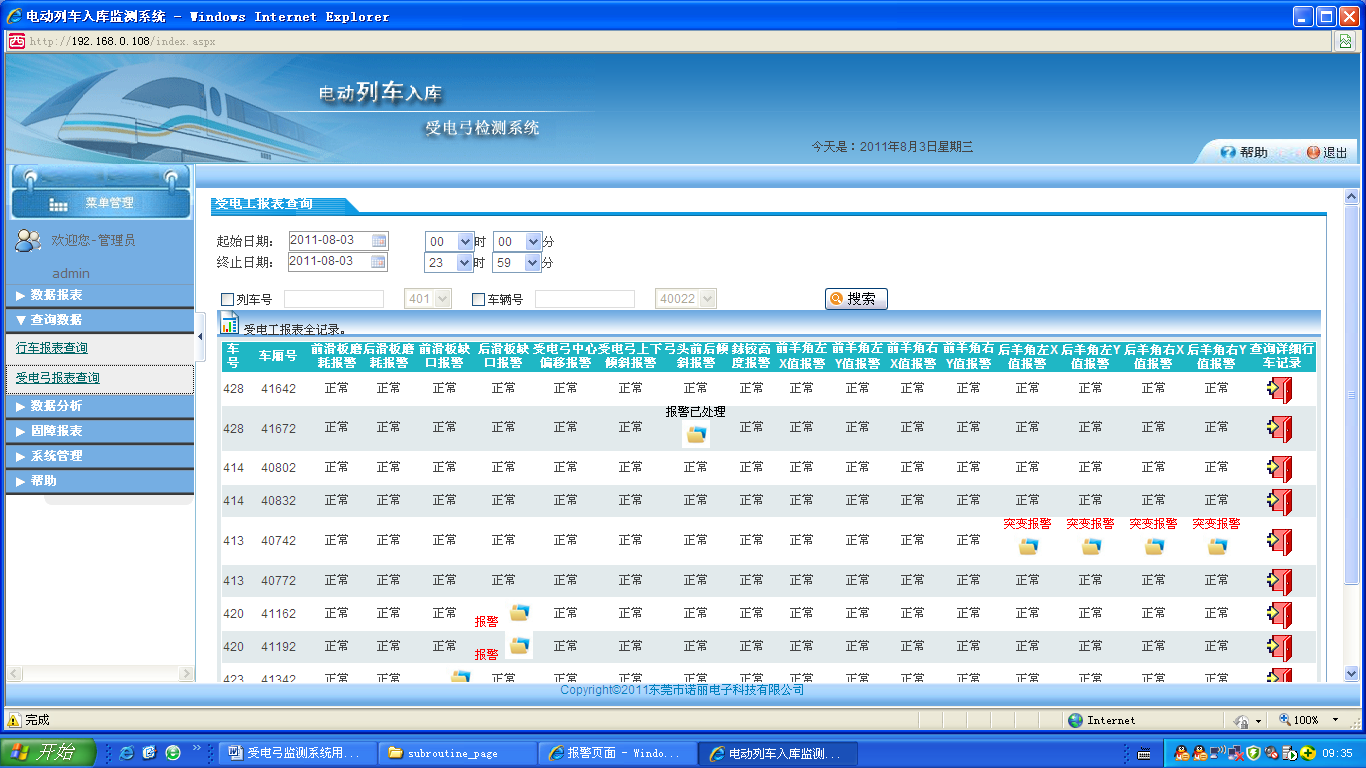 电动列车入库监测系统 - Windows Internet Explorer
http://192.168.0.108/index.aspx
电动列车入库
受电弓检测系统
今天是：2011年8月3日星期三
帮助 退出
菜单管理
欢迎您-管理员
admin
数据报表
查询数据
行车报表查询
受电弓报表查询
数据分析
固障报表
系统管理
帮助
受电工报表查询
起始日期： 2011-08-03 00 时 00 分
终止日期： 2011-08-03 23 时 59 分
列车号 401 车辆号 40022 搜索
受电工报表全记录。
车号 车厢号 前滑板磨耗报警 后滑板磨耗报警 前滑板缺口报警 后滑板缺口报警 受电弓中心偏移报警 受电弓上下倾斜报警 弓头前后倾斜报警 高度报警 前羊角左X值报警 前羊角左Y值报警 前羊角右X值报警 前羊角右Y值报警 后羊角左X值报警 后羊角左Y值报警 后羊角右X值报警 后羊角右Y值报警 查询详细行车记录
428 41642 正常 正常 正常 正常 正常 正常 正常 正常 正常 正常 正常 正常 正常 正常 正常 正常
428 41672 正常 正常 正常 正常 正常 正常 报警已处理 正常 正常 正常 正常 正常 正常 正常 正常 正常
414 40802 正常 正常 正常 正常 正常 正常 正常 正常 正常 正常 正常 正常 正常 正常 正常 正常
414 40832 正常 正常 正常 正常 正常 正常 正常 正常 正常 正常 正常 正常 正常 正常 正常 正常
413 40742 正常 正常 正常 正常 正常 正常 正常 正常 正常 正常 正常 正常 突变报警 突变报警 突变报警 突变报警
413 40772 正常 正常 正常 正常 正常 正常 正常 正常 正常 正常 正常 正常 正常 正常 正常 正常
420 41162 正常 正常 正常 报警 正常 正常 正常 正常 正常 正常 正常 正常 正常 正常 正常 正常
420 41192 正常 正常 正常 报警 正常 正常 正常 正常 正常 正常 正常 正常 正常 正常 正常 正常
423 41342 正常 正常 正常 正常 正常 正常 正常 正常 正常 正常 正常 正常 正常 正常 正常
Copyright©2011东莞市诺丽电子科技有限公司
完成 Internet 100%
开始 受电弓监测系统用... subroutine_page 报警页面 - Windo... 电动列车入库监测... 09:35